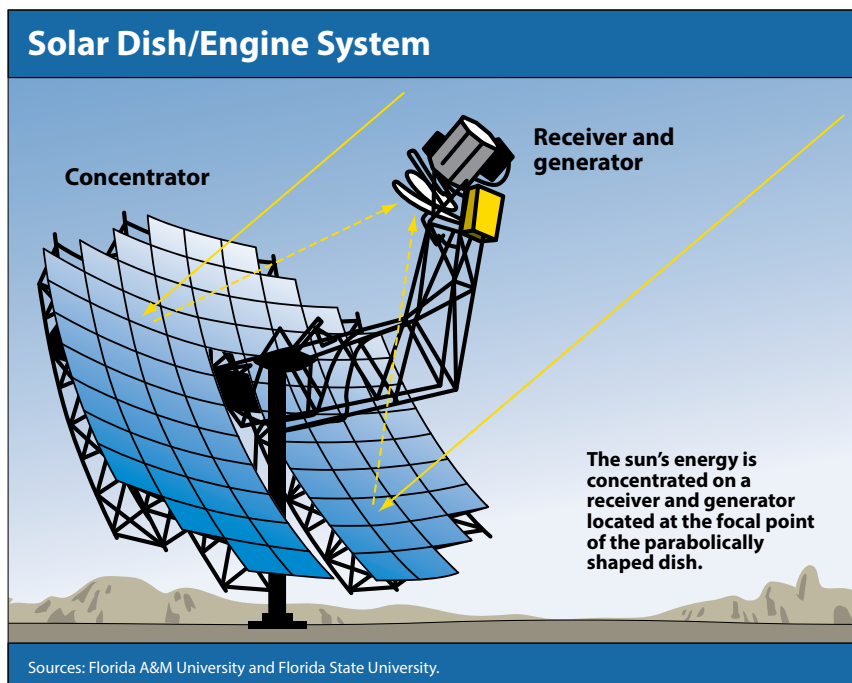 Solar Dish/Engine System
Concentrator
Receiver and
generator
The sun's energy is
concentrated on a
receiver and generator
located at the focal point
of the parabolically
shaped dish.
Sources: Florida A&M University and Florida State University.